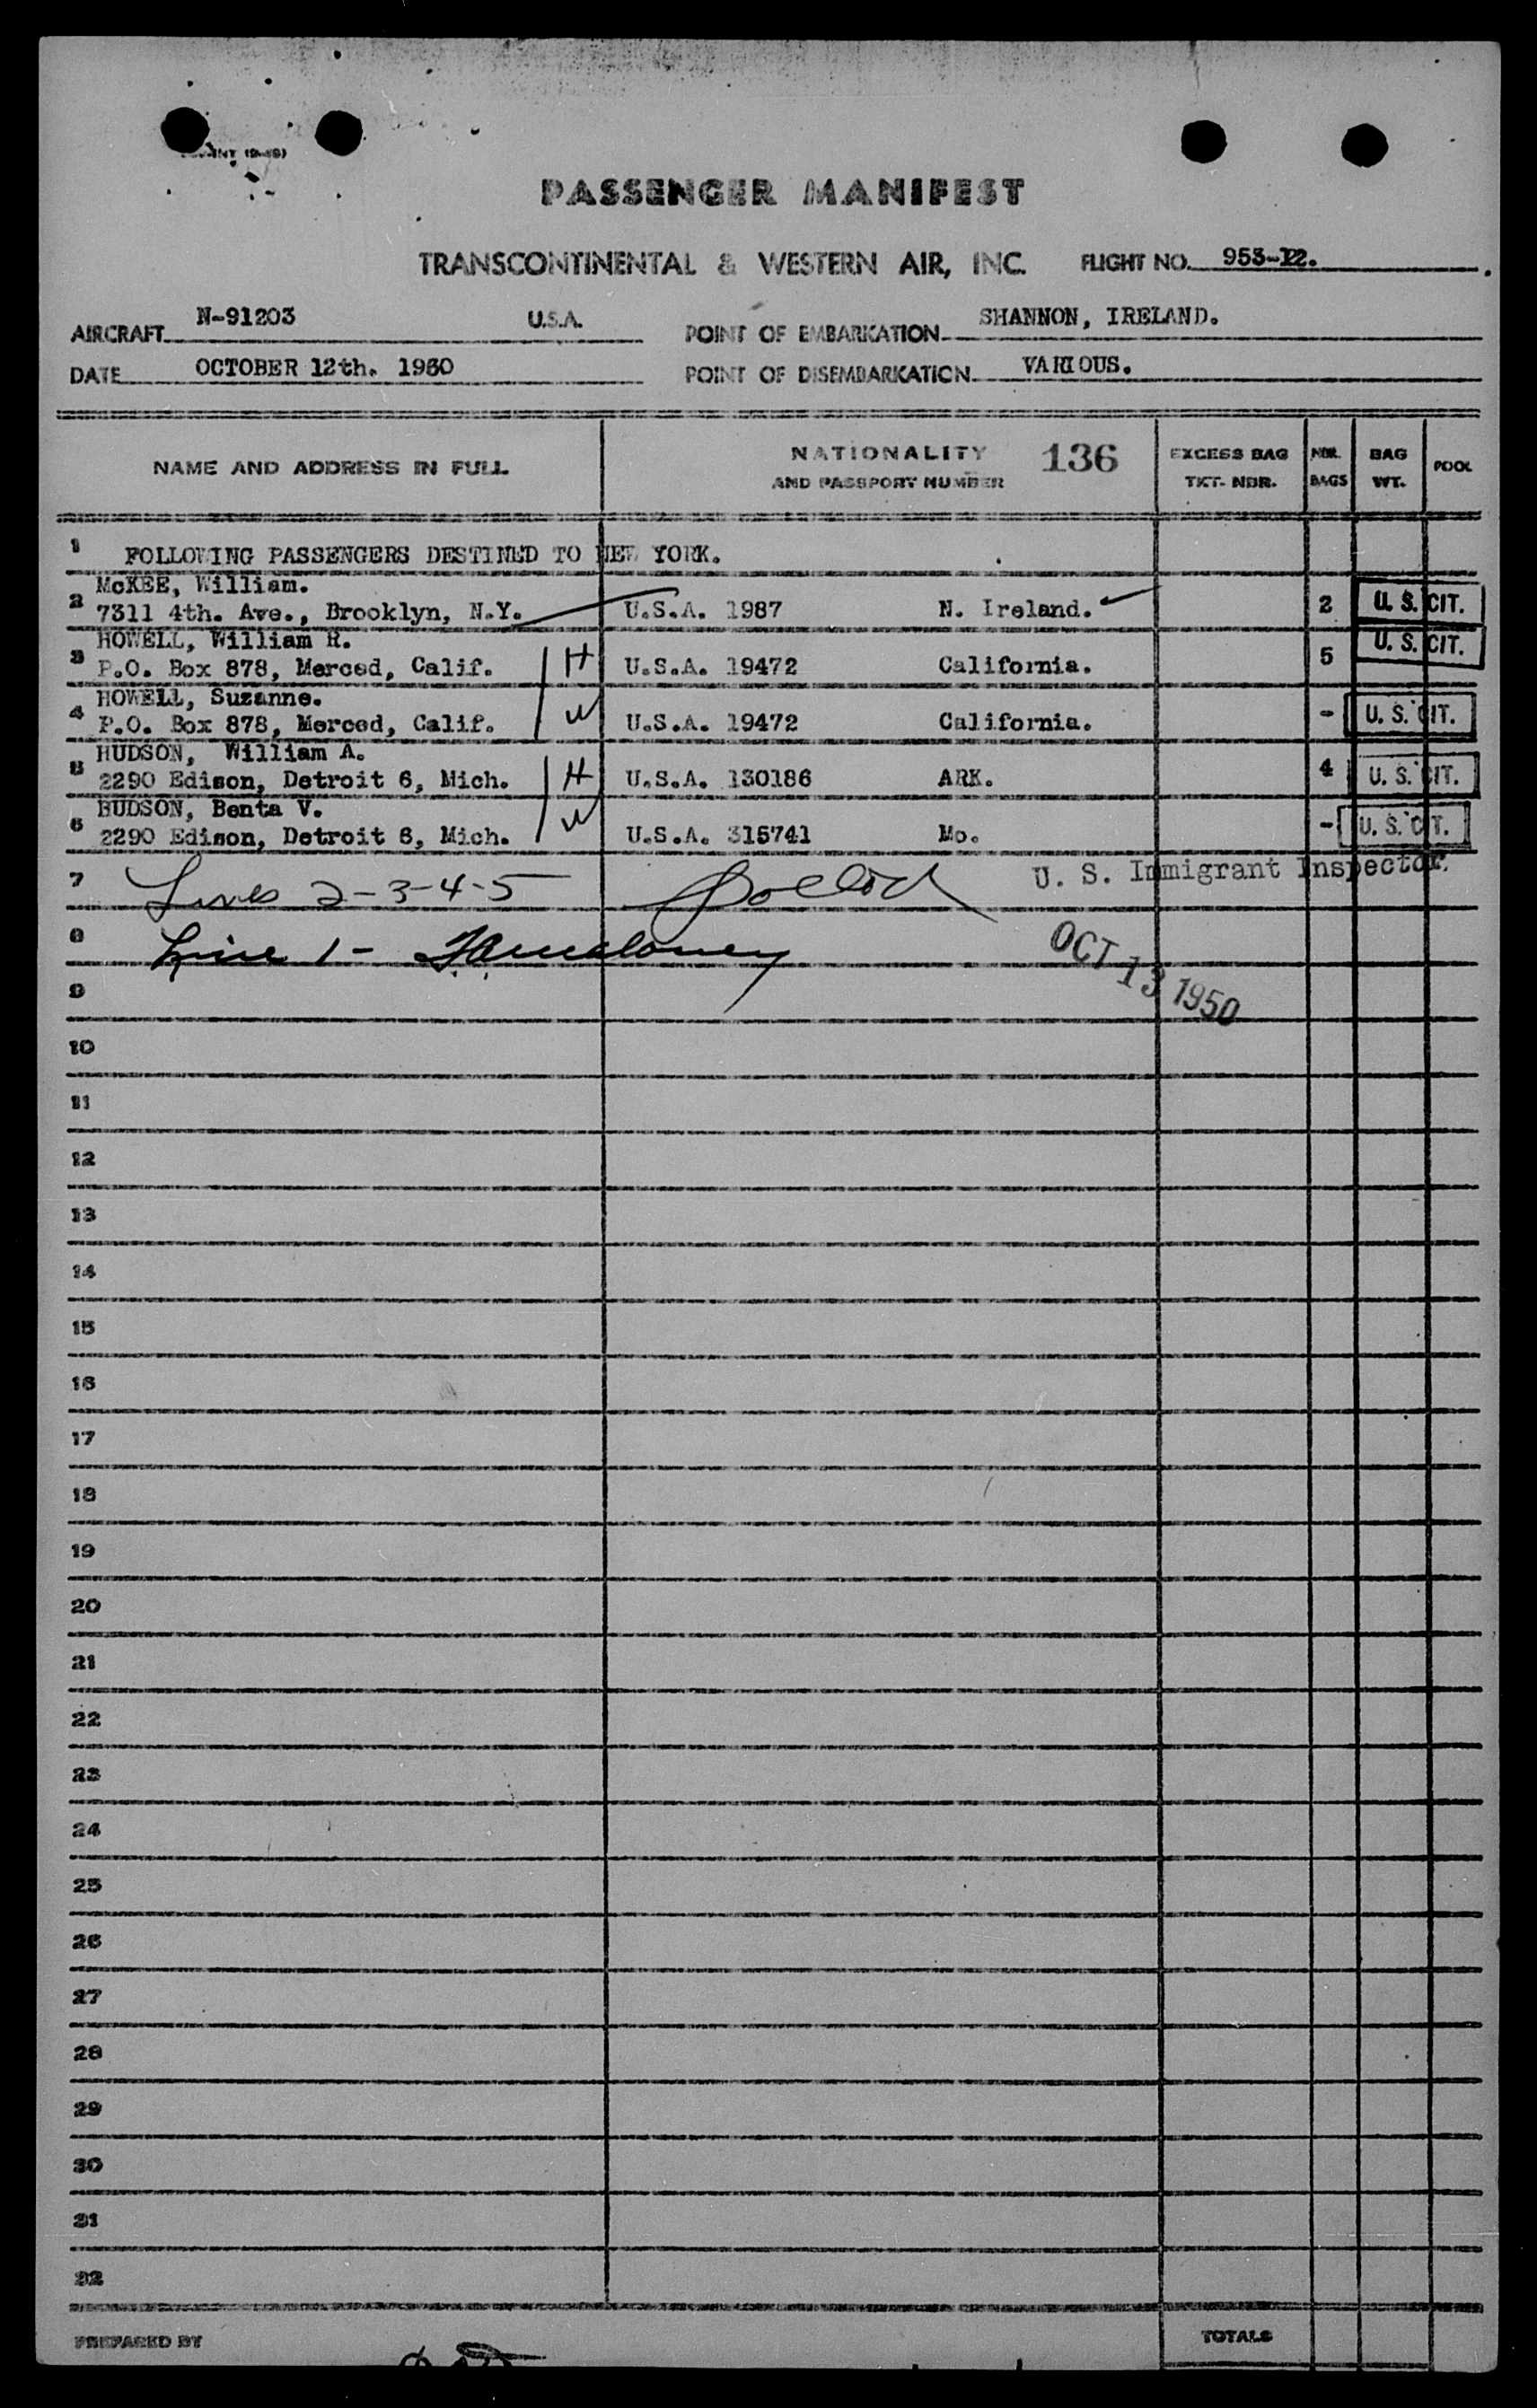 PASSENGER MANIFEST
TRANSCONTINENTAL & WESTERN AIR, INC. FLIGHT NO. 953-12.
AIRCRAFT N-91203 U.S.A. POINT OF EMBARKATION SHANNON, IRELAND.
DATE OCTOBER 12th. 1950 POINT OF DISEMBARKATION VARIOUS.
NAME AND ADDRESS IN FULL NATIONALITY AND PASSPORT NUMBER 136 EXCESS BAG TKT. NBR. NBR. BAGS BAG WT. POOL
1 FOLLOWING PASSENGERS DESTINED TO NEW YORK.
McKEE, William.
2 7311 4th. Ave., Brooklyn, N.Y. U.S.A. 1987 N. Ireland. 2 U. S. CIT.
HOWELL, William R.
3 P.O. Box 878, Merced, Calif. H U.S.A. 19472 California. 5 U. S. CIT.
HOWELL, Suzanne.
4 P.O. Box 878, Merced, Calif. W U.S.A. 19472 California. - U. S. CIT.
HUDSON, William A.
5 2290 Edison, Detroit 6, Mich. H U.S.A. 130186 ARK. 4 U. S. CIT.
HUDSON, Benta V.
6 2290 Edison, Detroit 6, Mich. W U.S.A. 315741 Mo. - U. S. CIT.
7 Lines 2-3-4-5 U. S. Immigrant Inspector.
8 Line 1 -
OCT 13 1950
9
10
11
12
13
14
15
16
17
18
19
20
21
22
23
24
25
26
27
28
29
30
31
32
PREPARED BY TOTALS